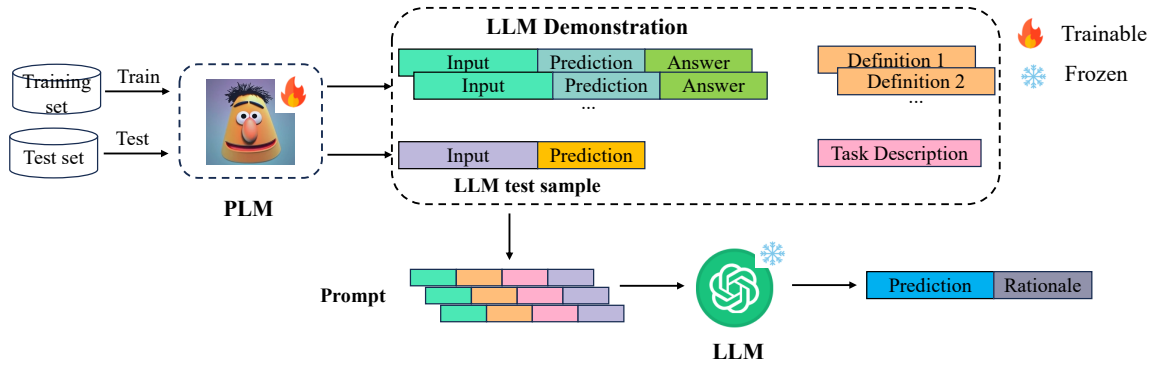 LLM Demonstration
Training
set
Train
Test set
Test
PLM
Input Prediction Answer
Input Prediction Answer
...
Definition 1
Definition 2
...
Input Prediction
LLM test sample
Task Description
Trainable
Frozen
Prompt
LLM
Prediction Rationale